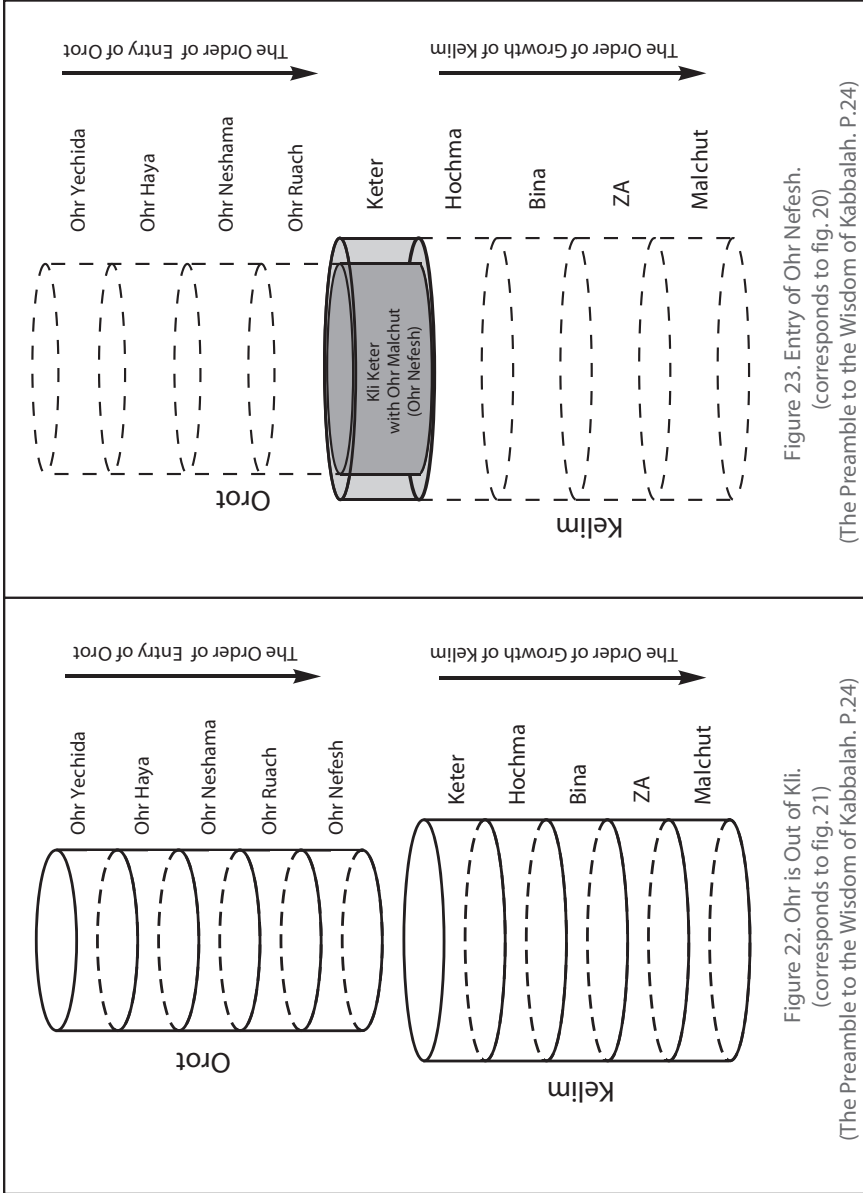 The Order of Entry of Orot
Ohr Yechida
Ohr Haya
Ohr Neshama
Ohr Ruach
Ohr Nefesh
Orot
The Order of Growth of Kelim
Keter
Hochma
Bina
ZA
Malchut
Kelim
Figure 22. Ohr is Out of Kli.
(corresponds to fig. 21)
(The Preamble to the Wisdom of Kabbalah. P.24)
The Order of Entry of Orot
Ohr Yechida
Ohr Haya
Ohr Neshama
Ohr Ruach
Orot
The Order of Growth of Kelim
Keter
Hochma
Bina
ZA
Malchut
Kli Keter
with Ohr Malchut
(Ohr Nefesh)
Kelim
Figure 23. Entry of Ohr Nefesh.
(corresponds to fig. 20)
(The Preamble to the Wisdom of Kabbalah. P.24)